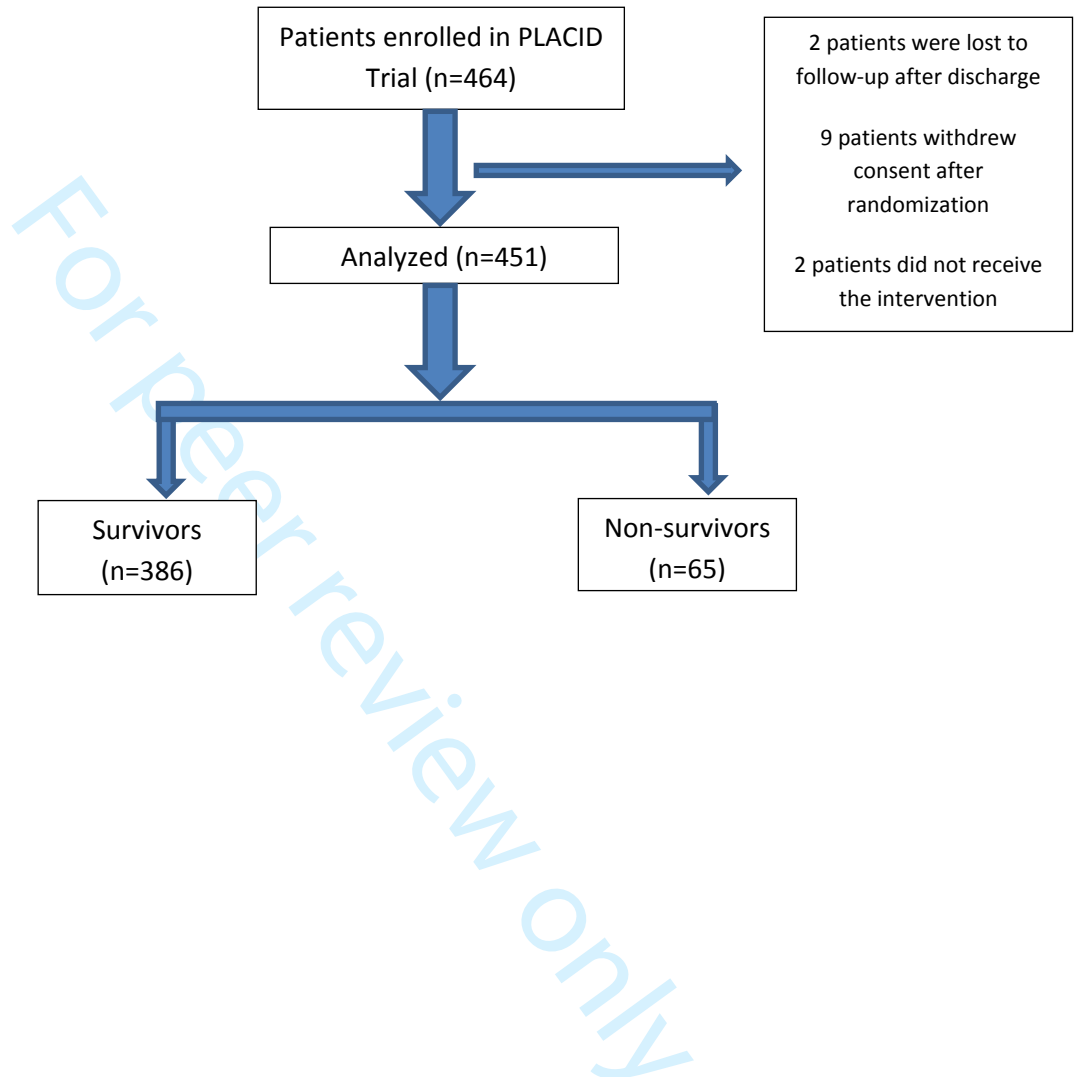 Patients enrolled in PLACID
Trial (n=464)
2 patients were lost to
follow-up after discharge
9 patients withdrew
consent after
randomization
2 patients did not receive
the intervention
Analyzed (n=451)
Survivors
(n=386)
Non-survivors
(n=65)
For peer review only